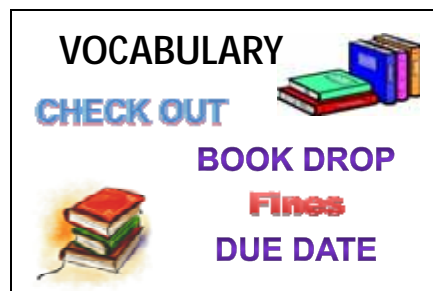 VOCABULARY
CHECK OUT
BOOK DROP
Fines
DUE DATE